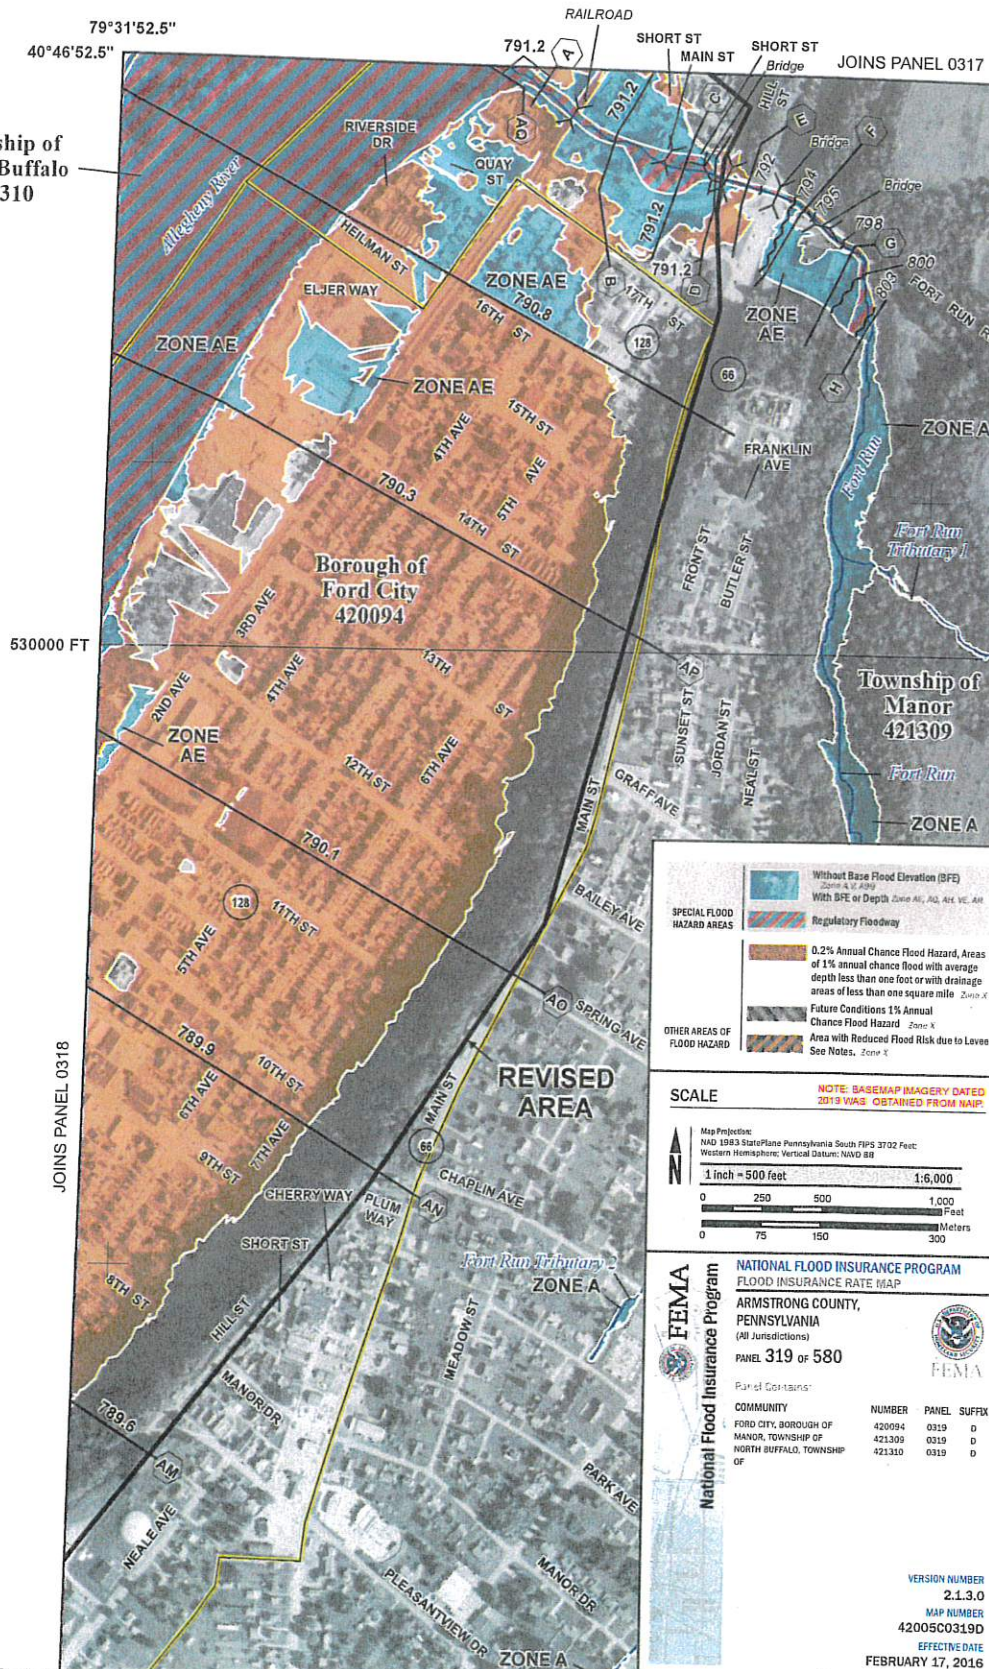 79°31'52.5"
40°46'52.5"
RAILROAD
791.2
A
SHORT ST
MAIN ST
SHORT ST
Bridge
JOINS PANEL 0317
ship of
Buffalo
310
Allegheny River
RIVERSIDE
DR
AQ
QUAY
ST
791.2
C
HILL
ST
E
F
Bridge
792
794
795
Bridge
798
G
800
803
FORT RUN R
HEILMAN ST
ELJER WAY
ZONE AE
790.8
791.2
791.2
B
D
17TH
ST
16TH
ST
ZONE
AE
H
128
66
ZONE AE
ZONE AE
15TH ST
4TH AVE
5TH AVE
FRANKLIN
AVE
ZONE A
Fort Run
790.3
14TH
ST
Fort Run
Tributary 1
FRONT ST
BUTLER ST
Borough of
Ford City
420094
3RD AVE
530000 FT
13TH
ST
4TH AVE
2ND AVE
AP
Township of
Manor
421309
SUNSET ST
JORDAN ST
NEAL ST
ZONE
AE
12TH ST
6TH AVE
MAIN ST
GRAFF AVE
Fort Run
ZONE A
790.1
128
11TH ST
5TH AVE
BAILEY AVE
AO
SPRING AVE
789.9
10TH ST
6TH AVE
9TH ST
7TH AVE
MAIN ST
REVISED
AREA
66
JOINS PANEL 0318
CHERRY WAY
PLUM
WAY
AN
CHAPLIN AVE
SHORT ST
Fort Run Tributary 2
ZONE A
8TH ST
HILL ST
MEADOW ST
MANOR DR
789.6
AM
NEALE AVE
PARK AVE
MANOR DR
PLEASANTVIEW DR
ZONE A
SPECIAL FLOOD
HAZARD AREAS
Without Base Flood Elevation (BFE)
Zone A, V, A99
With BFE or Depth Zone AE, AO, AH, VE, AR
Regulatory Floodway
0.2% Annual Chance Flood Hazard, Areas
of 1% annual chance flood with average
depth less than one foot or with drainage
areas of less than one square mile Zone X
Future Conditions 1% Annual
Chance Flood Hazard Zone X
OTHER AREAS OF
FLOOD HAZARD
Area with Reduced Flood Risk due to Levee
See Notes. Zone X
SCALE
NOTE: BASEMAP IMAGERY DATED
2019 WAS OBTAINED FROM NAIP.
N
Map Projection:
NAD 1983 StatePlane Pennsylvania South FIPS 3702 Feet;
Western Hemisphere; Vertical Datum: NAVD 88
1 inch = 500 feet 1:6,000
0 250 500 1,000
Feet
Meters
0 75 150 300
FEMA
National Flood Insurance Program
NATIONAL FLOOD INSURANCE PROGRAM
FLOOD INSURANCE RATE MAP
ARMSTRONG COUNTY,
PENNSYLVANIA
(All Jurisdictions)
PANEL 319 OF 580
FEMA
Panel Contains:
COMMUNITY NUMBER PANEL SUFFIX
FORD CITY, BOROUGH OF 420094 0319 D
MANOR, TOWNSHIP OF 421309 0319 D
NORTH BUFFALO, TOWNSHIP 421310 0319 D
OF
VERSION NUMBER
2.1.3.0
MAP NUMBER
42005C0319D
EFFECTIVE DATE
FEBRUARY 17, 2016